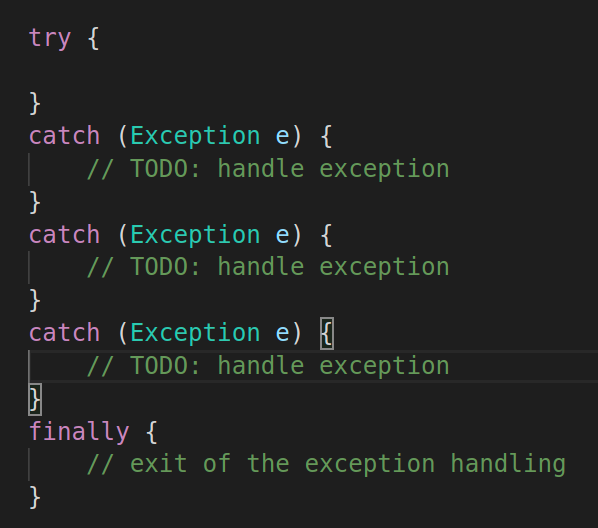 try {

}
catch (Exception e) {
    // TODO: handle exception
}
catch (Exception e) {
    // TODO: handle exception
}
catch (Exception e) {
    // TODO: handle exception
}
finally {
    // exit of the exception handling
}